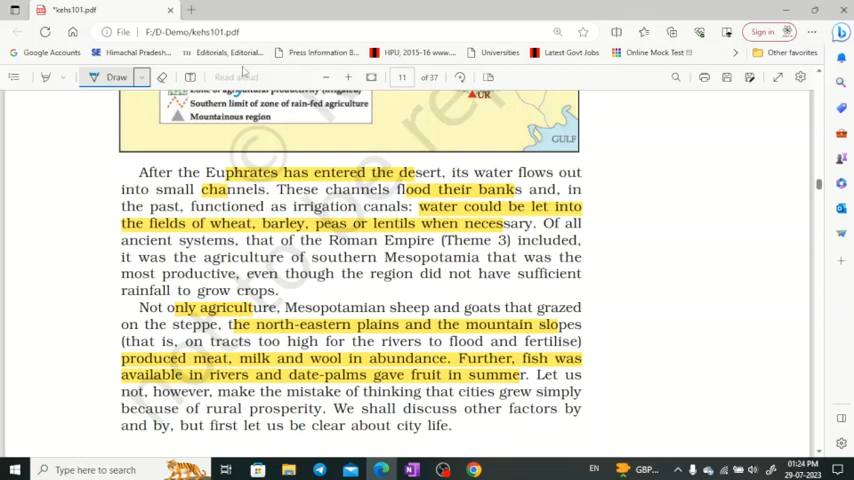 *kehs101.pdf
File F:/D-Demo/kehs101.pdf
Sign in
Google Accounts Himachal Pradesh... Editorials, Editorial... Press Information B... HPU, 2015-16 www.... Universities Latest Govt Jobs Online Mock Test !!! Other favorites
Draw Read aloud 11 of 37
Zone of agricultural productivity (irrigated)
Southern limit of zone of rain-fed agriculture
Mountainous region
UR
GULF
After the Euphrates has entered the desert, its water flows out
into small channels. These channels flood their banks and, in
the past, functioned as irrigation canals: water could be let into
the fields of wheat, barley, peas or lentils when necessary. Of all
ancient systems, that of the Roman Empire (Theme 3) included,
it was the agriculture of southern Mesopotamia that was the
most productive, even though the region did not have sufficient
rainfall to grow crops.
Not only agriculture, Mesopotamian sheep and goats that grazed
on the steppe, the north-eastern plains and the mountain slopes
(that is, on tracts too high for the rivers to flood and fertilise)
produced meat, milk and wool in abundance. Further, fish was
available in rivers and date-palms gave fruit in summer. Let us
not, however, make the mistake of thinking that cities grew simply
because of rural prosperity. We shall discuss other factors by
and by, but first let us be clear about city life.
Type here to search
EN GBP... 01:24 PM
29-07-2023